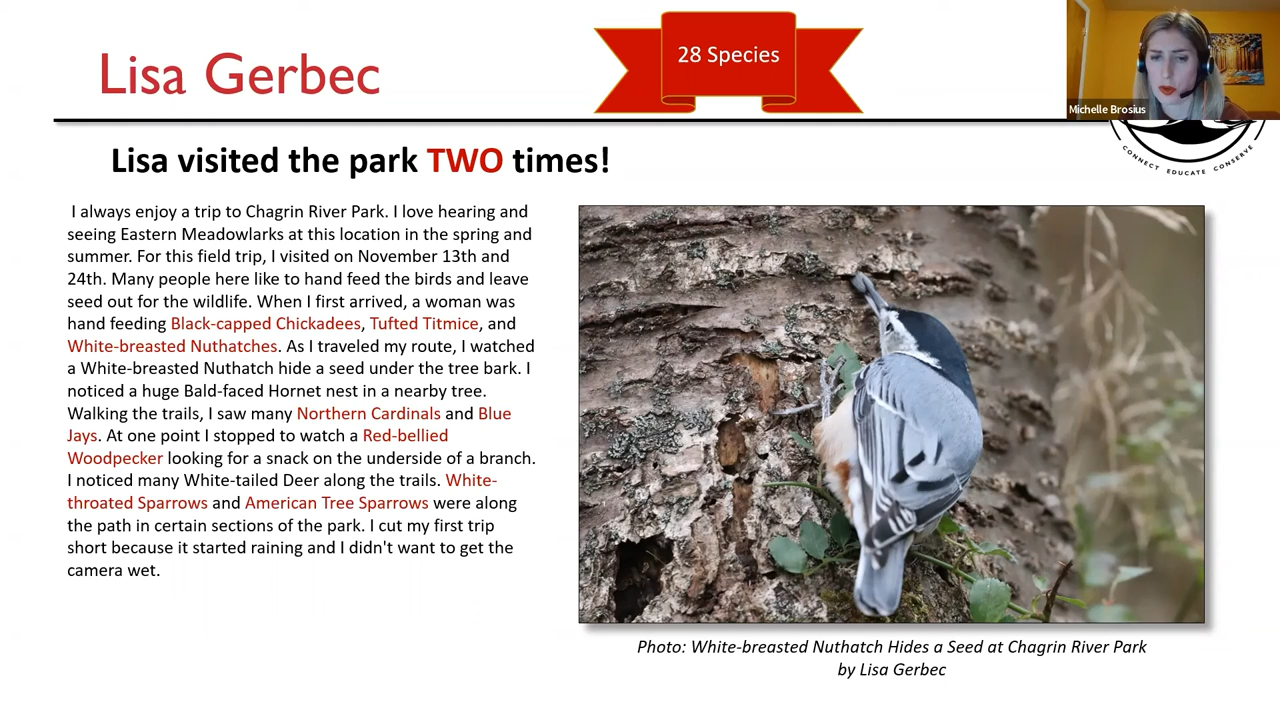 Lisa Gerbec
28 Species
Michelle Brosius
CONNECT EDUCATE CONSERVE
Lisa visited the park TWO times!
I always enjoy a trip to Chagrin River Park. I love hearing and
seeing Eastern Meadowlarks at this location in the spring and
summer. For this field trip, I visited on November 13th and
24th. Many people here like to hand feed the birds and leave
seed out for the wildlife. When I first arrived, a woman was
hand feeding Black-capped Chickadees, Tufted Titmice, and
White-breasted Nuthatches. As I traveled my route, I watched
a White-breasted Nuthatch hide a seed under the tree bark. I
noticed a huge Bald-faced Hornet nest in a nearby tree.
Walking the trails, I saw many Northern Cardinals and Blue
Jays. At one point I stopped to watch a Red-bellied
Woodpecker looking for a snack on the underside of a branch.
I noticed many White-tailed Deer along the trails. White-
throated Sparrows and American Tree Sparrows were along
the path in certain sections of the park. I cut my first trip
short because it started raining and I didn't want to get the
camera wet.
Photo: White-breasted Nuthatch Hides a Seed at Chagrin River Park
by Lisa Gerbec